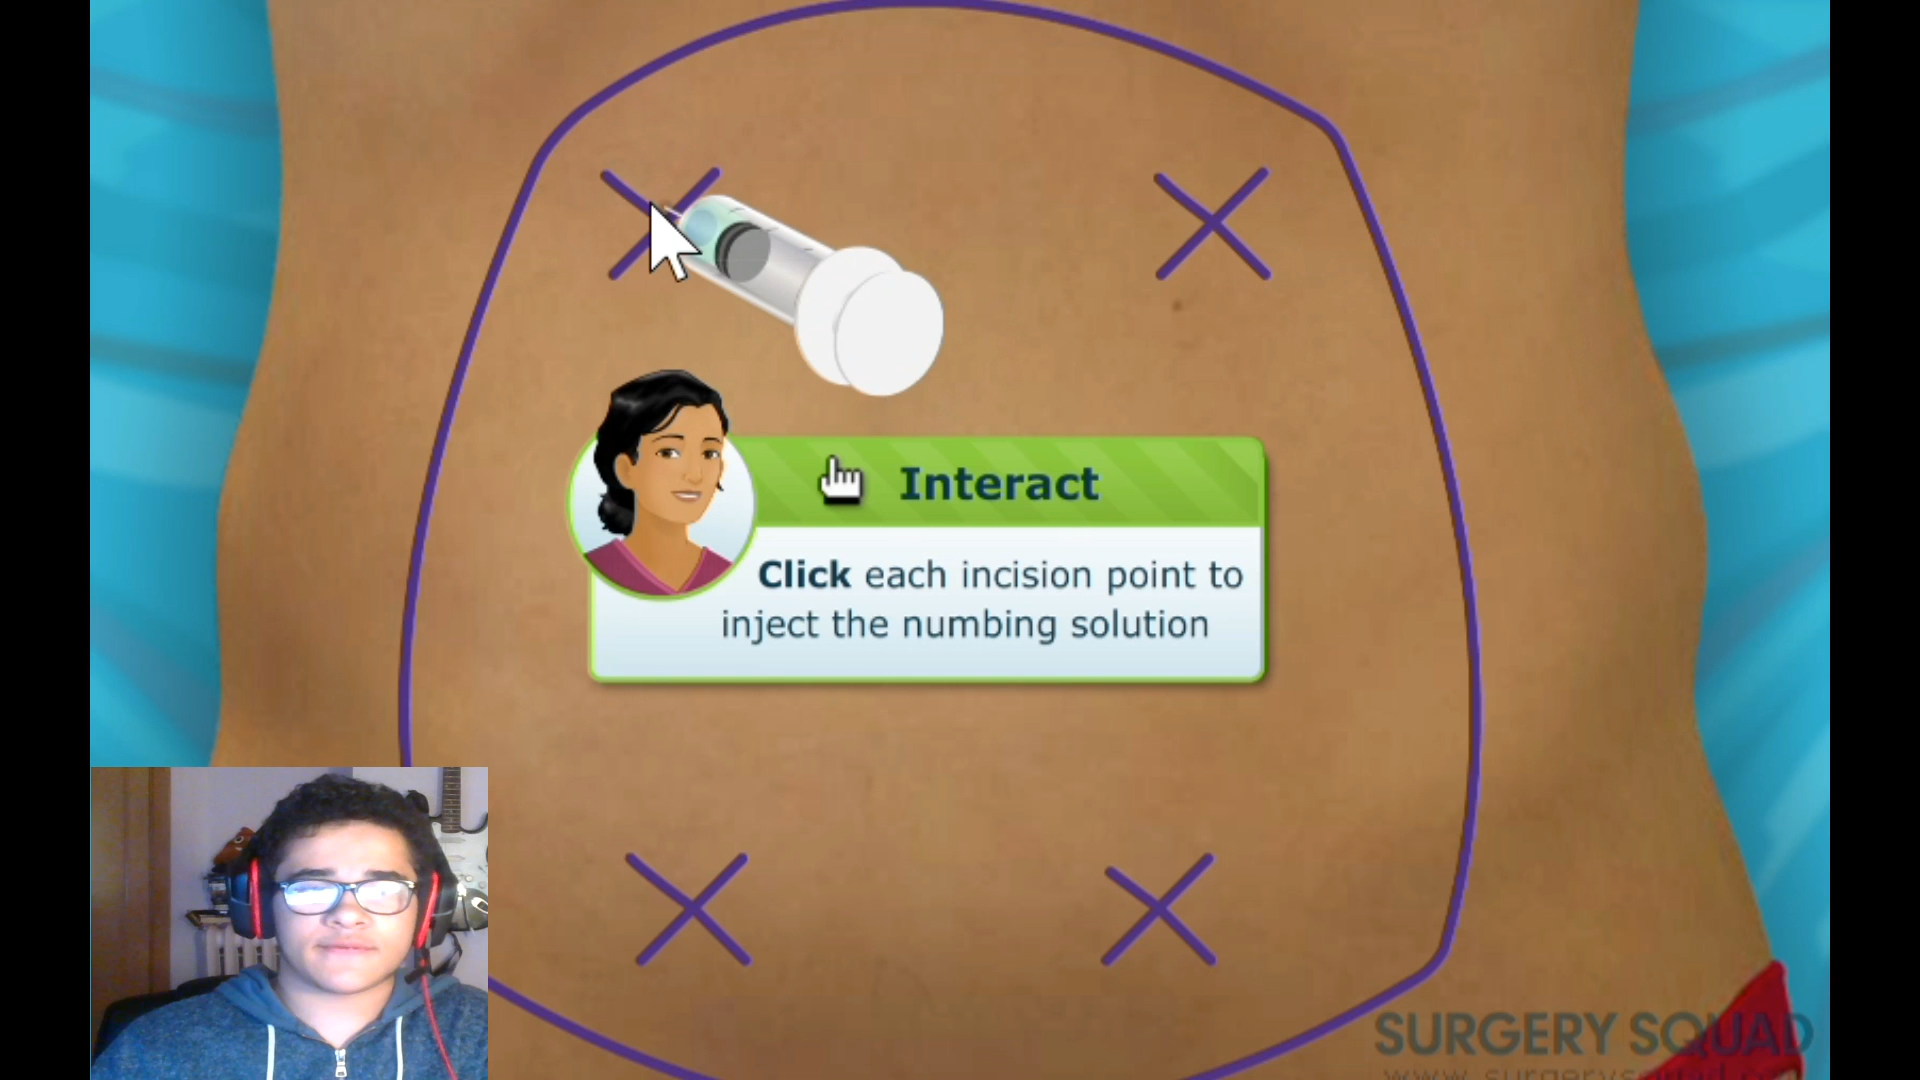 Interact
Click each incision point to
inject the numbing solution
SURGERY SQUAD